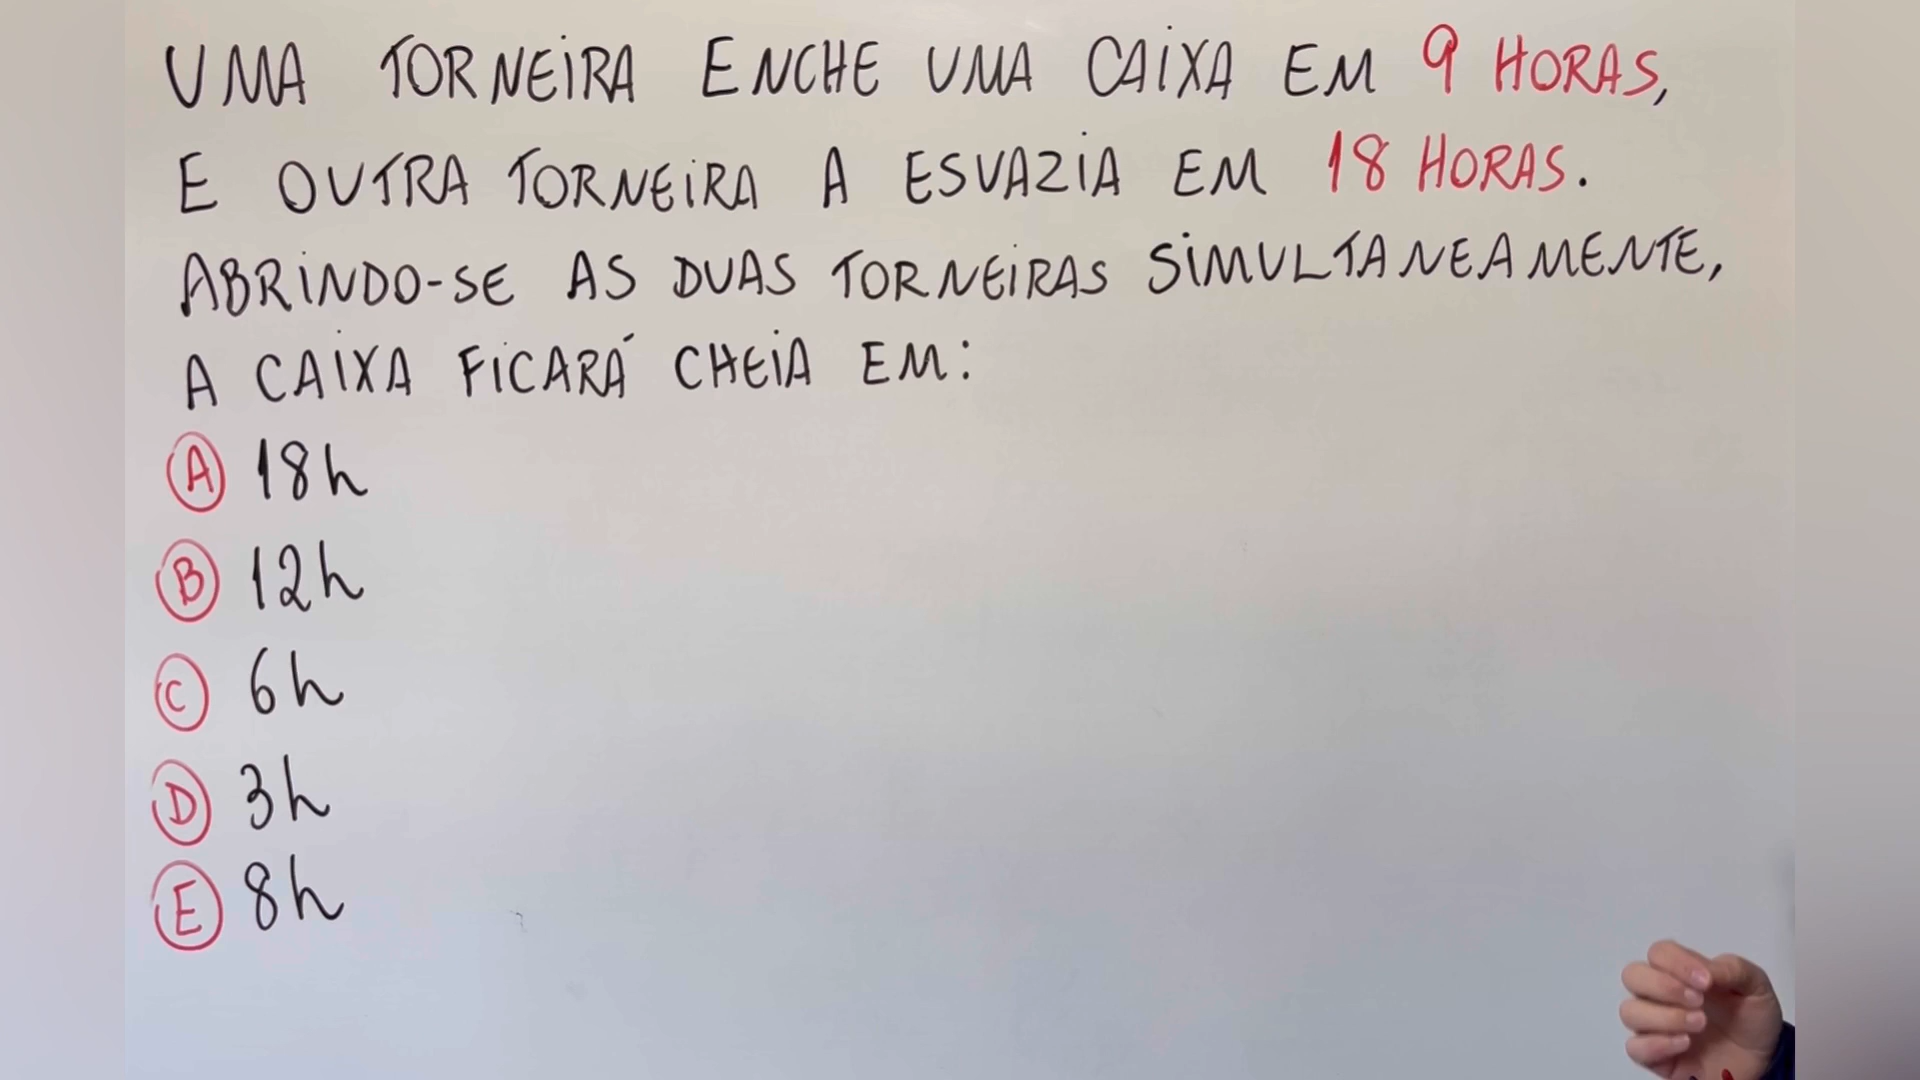 UMA TORNEIRA ENCHE UMA CAIXA EM 9 HORAS,
E OUTRA TORNEIRA A ESVAZIA EM 18 HORAS.
ABRINDO-SE AS DUAS TORNEIRAS SIMULTANEAMENTE,
A CAIXA FICARÁ CHEIA EM:
A 18h
B 12h
C 6h
D 3h
E 8h